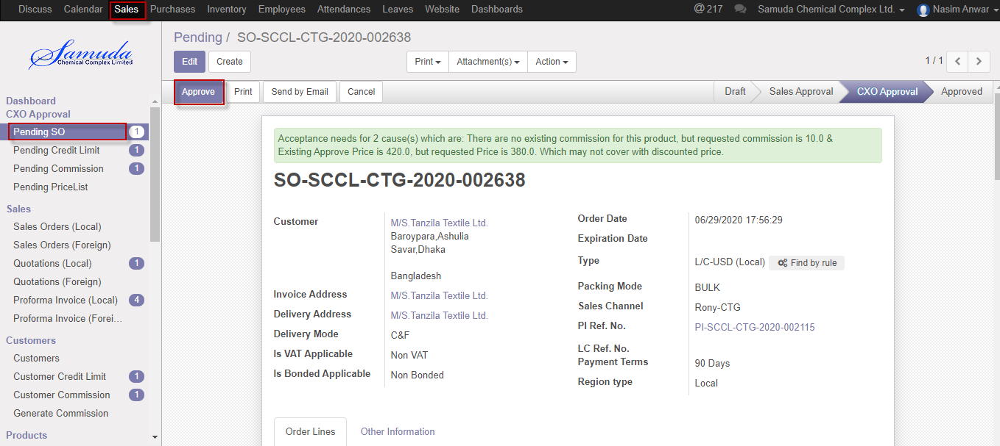 Discuss Calendar Sales Purchases Inventory Employees Attendances Leaves Website Dashboards @ 217 Samuda Chemical Complex Ltd. Nasim Anwar
Samuda
Chemical Complex Limited
Dashboard
CXO Approval
Pending SO 1
Pending Credit Limit 1
Pending Commission 1
Pending PriceList
Sales
Sales Orders (Local)
Sales Orders (Foreign)
Quotations (Local) 1
Quotations (Foreign)
Proforma Invoice (Local) 4
Proforma Invoice (Forei...
Customers
Customers
Customer Credit Limit 1
Customer Commission 1
Generate Commission
Products
Pending / SO-SCCL-CTG-2020-002638
Edit Create Print Attachment(s) Action 1 / 1
Approve Print Send by Email Cancel Draft Sales Approval CXO Approval Approved
Acceptance needs for 2 cause(s) which are: There are no existing commission for this product, but requested commission is 10.0 &
Existing Approve Price is 420.0, but requested Price is 380.0. Which may not cover with discounted price.
SO-SCCL-CTG-2020-002638
Customer M/S.Tanzila Textile Ltd.
Baroypara,Ashulia
Savar,Dhaka
Bangladesh
Invoice Address M/S.Tanzila Textile Ltd.
Delivery Address M/S.Tanzila Textile Ltd.
Delivery Mode C&F
Is VAT Applicable Non VAT
Is Bonded Applicable Non Bonded
Order Date 06/29/2020 17:56:29
Expiration Date
Type L/C-USD (Local) Find by rule
Packing Mode BULK
Sales Channel Rony-CTG
PI Ref. No. PI-SCCL-CTG-2020-002115
LC Ref. No.
Payment Terms 90 Days
Region type Local
Order Lines Other Information